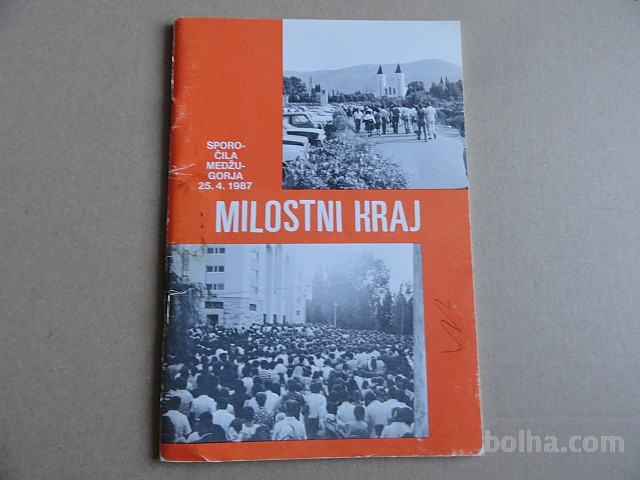 SPORO-
ČILA
MEDŽU-
GORJA
25. 4. 1987
MILOSTNI KRAJ
bolha.com